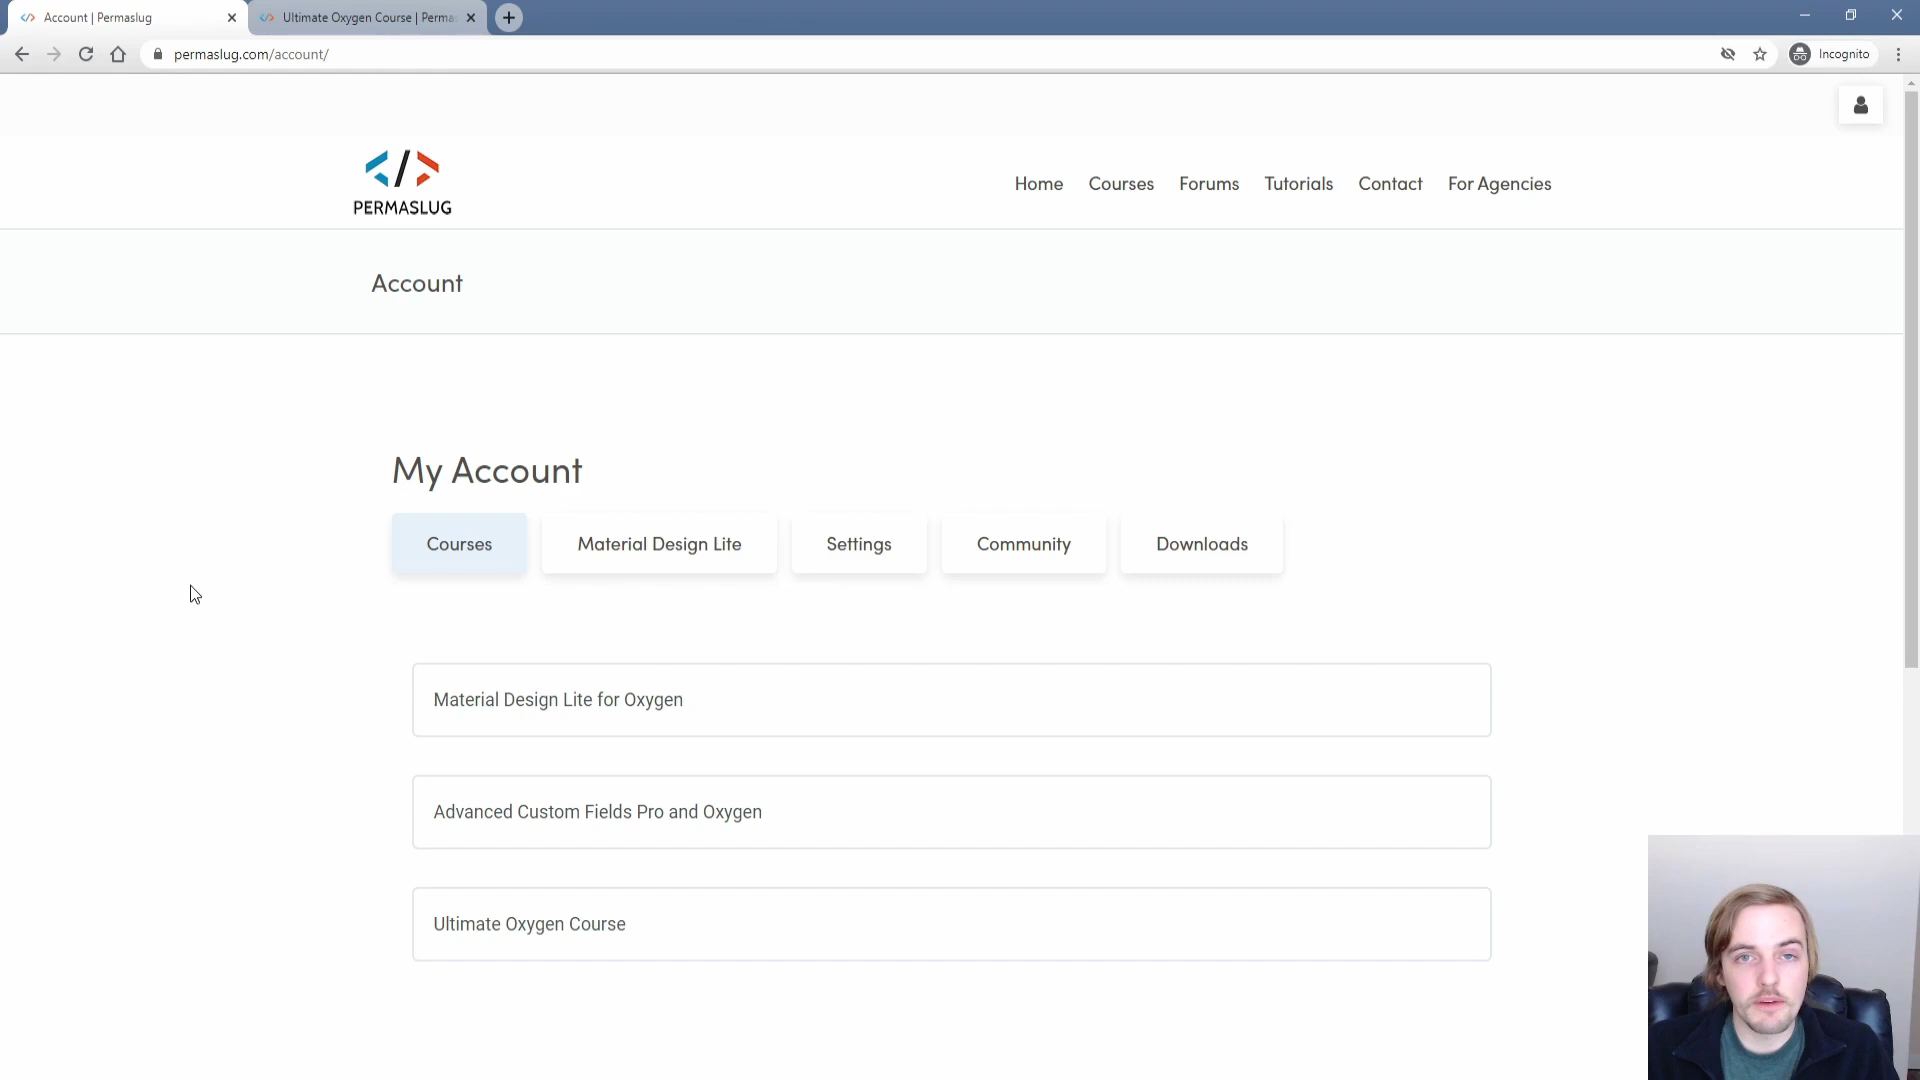 Account | Permaslug
Ultimate Oxygen Course | Perma
permaslug.com/account/
Incognito
PERMASLUG
Home Courses Forums Tutorials Contact For Agencies
Account
My Account
Courses Material Design Lite Settings Community Downloads
Material Design Lite for Oxygen
Advanced Custom Fields Pro and Oxygen
Ultimate Oxygen Course